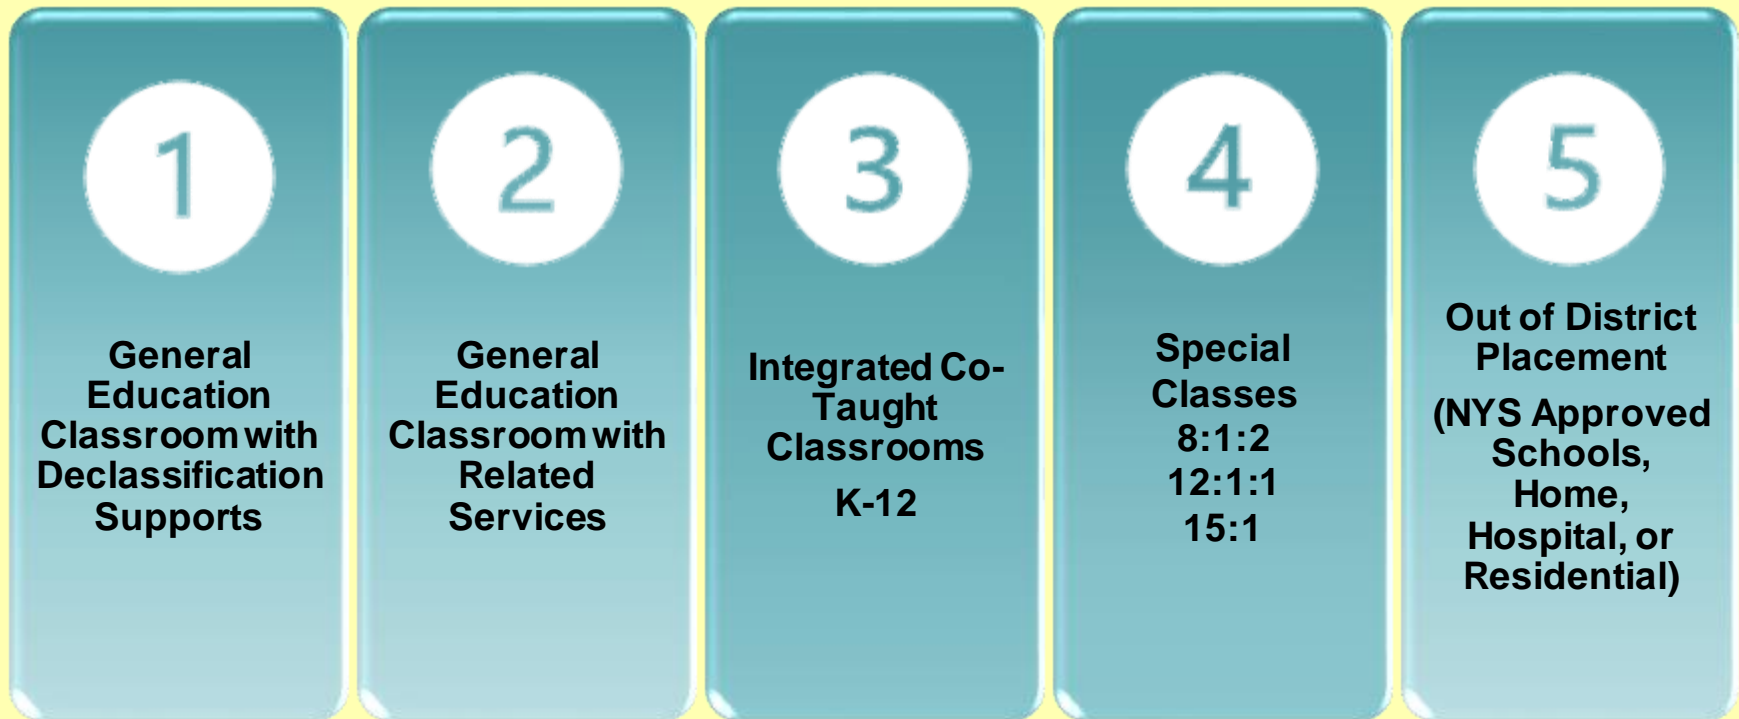 1
General
Education
Classroom with
Declassification
Supports
2
General
Education
Classroom with
Related
Services
3
Integrated Co-
Taught
Classrooms
K-12
4
Special
Classes
8:1:2
12:1:1
15:1
5
Out of District
Placement
(NYS Approved
Schools,
Home,
Hospital, or
Residential)